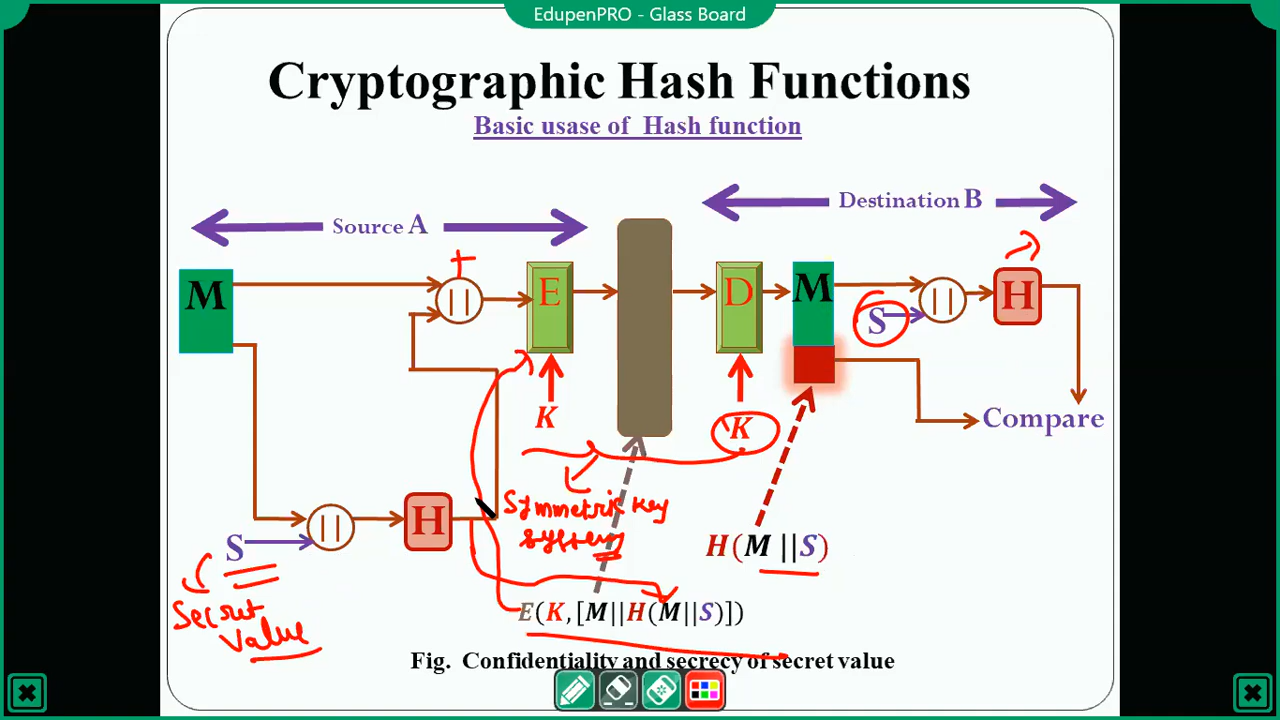 EdupenPRO - Glass Board
Cryptographic Hash Functions
Basic usase of Hash function
Source A
Destination B
M
+
||
E
D
M
S
||
H
K
K
Compare
Symmetric key
system
S
||
H
H(M ||S)
Secret
Value
E(K,[M||H(M||S)])
Fig. Confidentiality and secrecy of secret value